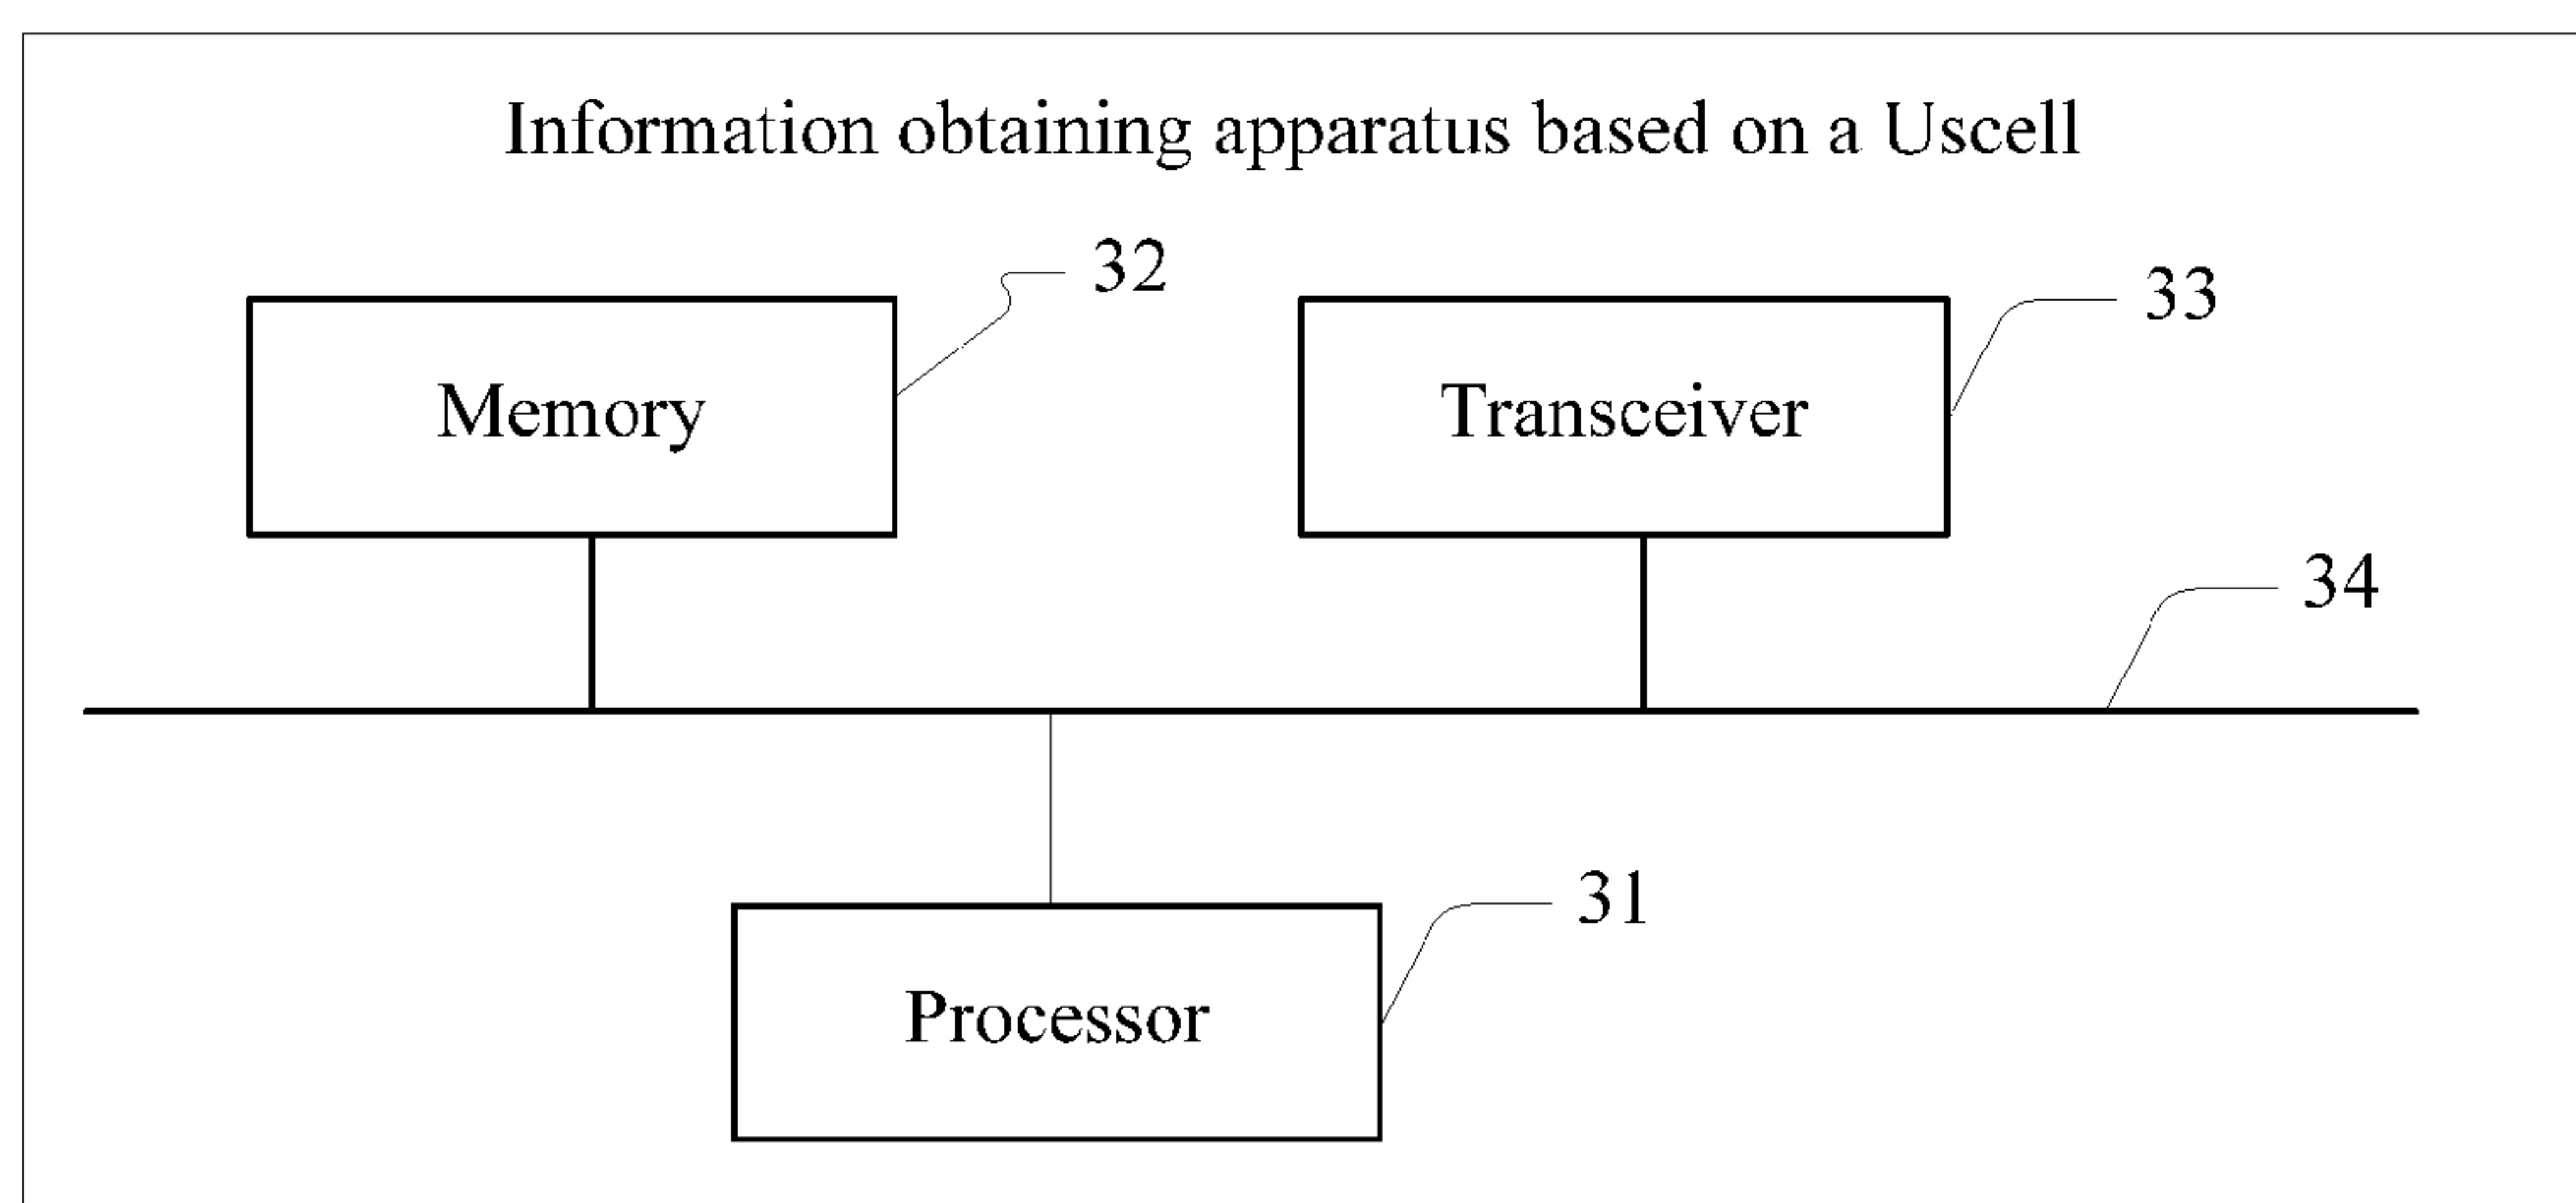 Information obtaining apparatus based on a Uscell
32
33
Memory
Transceiver
34
31
Processor